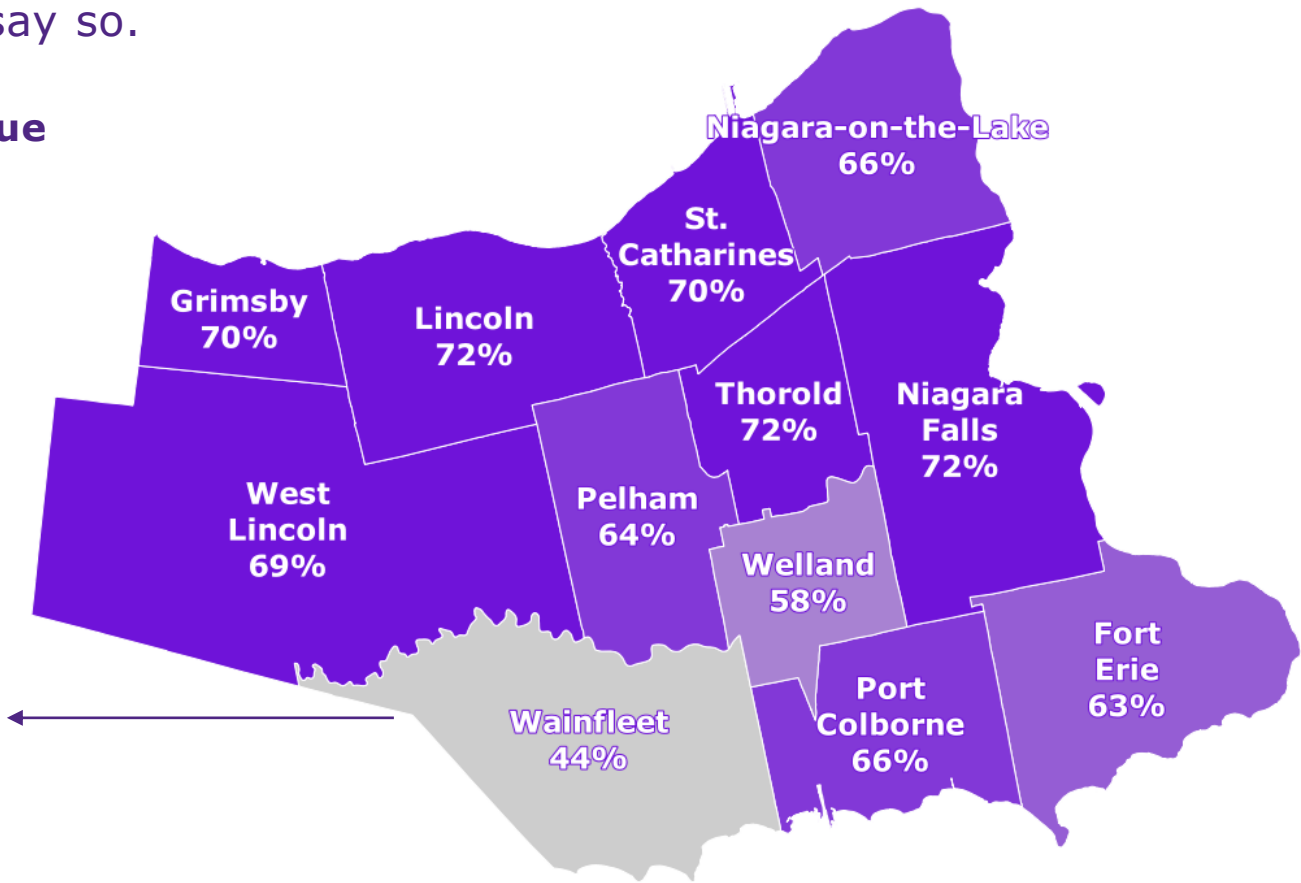 say so.
ue
Niagara-on-the-Lake
66%
St.
Catharines
70%
Grimsby
70%
Lincoln
72%
Thorold
72%
Niagara
Falls
72%
West
Lincoln
69%
Pelham
64%
Welland
58%
Fort
Erie
63%
Port
Colborne
66%
Wainfleet
44%